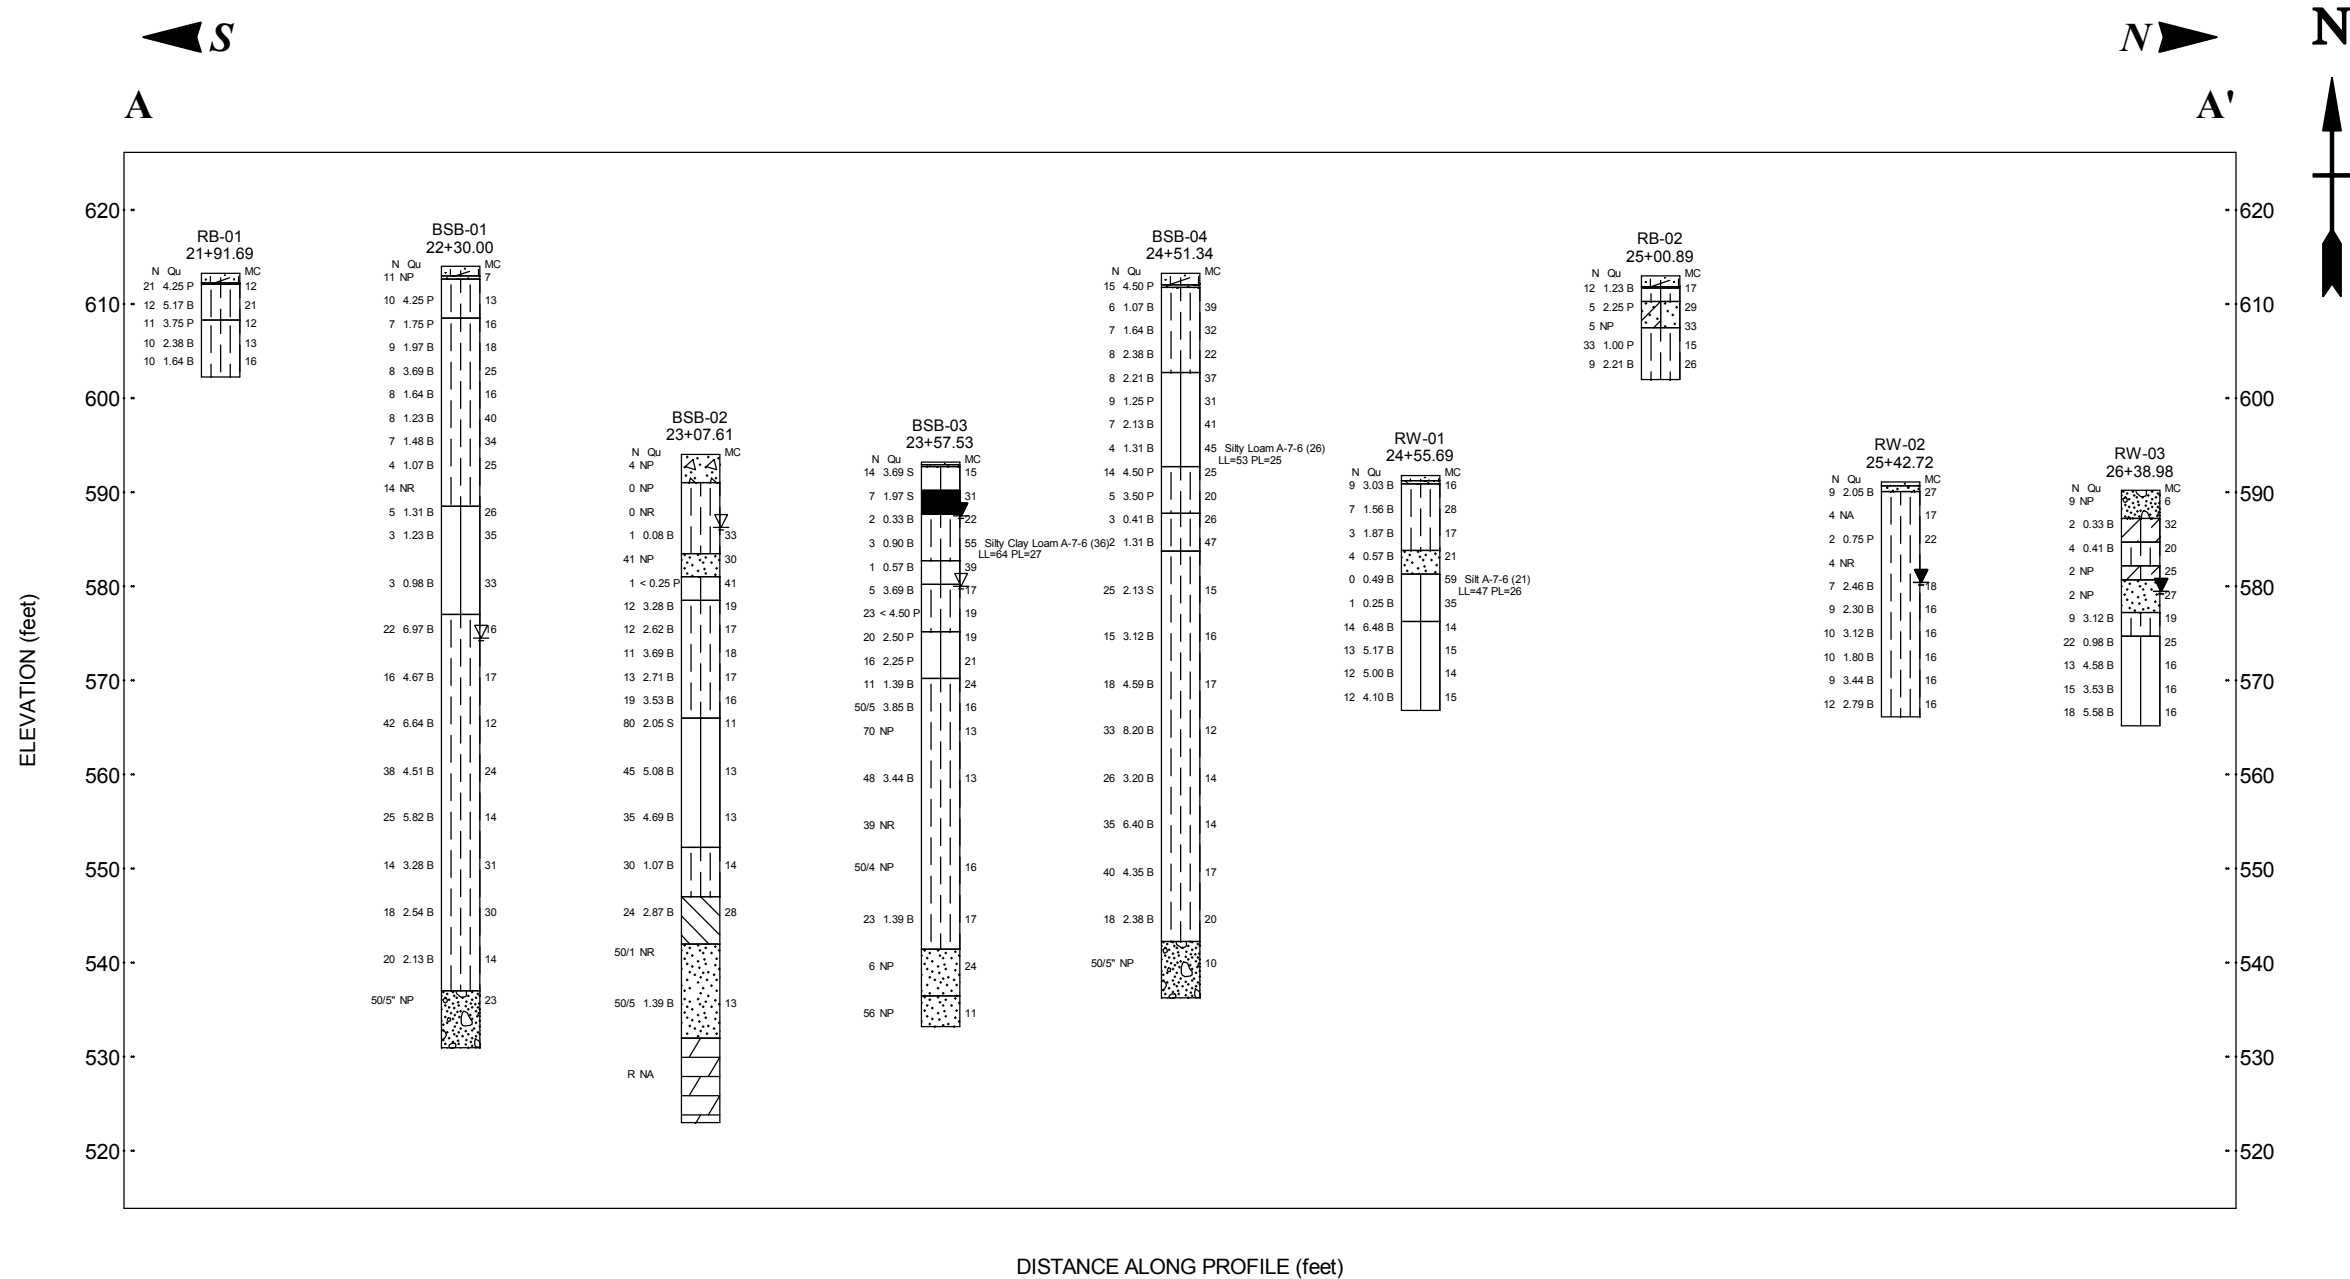 S
N
N
A
A'
ELEVATION (feet)
620
610
600
590
580
570
560
550
540
530
520
RB-01
21+91.69
N Qu MC
21 4.25 P 12
12 5.17 B 21
11 3.75 P 12
10 2.38 B 13
10 1.64 B 16
BSB-01
22+30.00
N Qu MC
11 NP 7
10 4.25 P 13
7 1.75 P 16
9 1.97 B 18
8 3.69 B 25
8 1.64 B 16
8 1.23 B 40
7 1.48 B 34
4 1.07 B 25
14 NR
5 1.31 B 26
3 1.23 B 35
3 0.98 B 33
22 6.97 B 16
16 4.67 B 17
42 6.64 B 12
38 4.51 B 24
25 5.82 B 14
14 3.28 B 31
18 2.54 B 30
20 2.13 B 14
50/5" NP 23
BSB-02
23+07.61
N Qu MC
4 NP
0 NP
0 NR
1 0.08 B 33
41 NP 30
1 < 0.25 P 41
12 3.28 B 19
12 2.62 B 17
11 3.69 B 18
13 2.71 B 17
19 3.53 B 16
80 2.05 S 11
45 5.08 B 13
35 4.69 B 13
30 1.07 B 14
24 2.87 B 28
50/1 NR
50/5 1.39 B 13
R NA
BSB-03
23+57.53
N Qu MC
14 3.69 S 15
7 1.97 S 31
2 0.33 B 22
3 0.90 B 55 Silty Clay Loam A-7-6 (36)
LL=64 PL=27
1 0.57 B 39
5 3.69 B 17
23 < 4.50 P 19
20 2.50 P 19
16 2.25 P 21
11 1.39 B 24
50/5 3.85 B 16
70 NP 13
48 3.44 B 13
39 NR
50/4 NP 16
23 1.39 B 17
6 NP 24
56 NP 11
BSB-04
24+51.34
N Qu MC
15 4.50 P
6 1.07 B 39
7 1.64 B 32
8 2.38 B 22
8 2.21 B 37
9 1.25 P 31
7 2.13 B 41
4 1.31 B 45 Silty Loam A-7-6 (26)
LL=53 PL=25
14 4.50 P 25
5 3.50 P 20
3 0.41 B 26
2 1.31 B 47
25 2.13 S 15
15 3.12 B 16
18 4.59 B 17
33 8.20 B 12
26 3.20 B 14
35 6.40 B 14
40 4.35 B 17
18 2.38 B 20
50/5" NP 10
RW-01
24+55.69
N Qu MC
9 3.03 B 16
7 1.56 B 28
3 1.87 B 17
4 0.57 B 21
0 0.49 B 59 Silt A-7-6 (21)
LL=47 PL=26
1 0.25 B 35
14 6.48 B 14
13 5.17 B 15
12 5.00 B 14
12 4.10 B 15
RB-02
25+00.89
N Qu MC
12 1.23 B 17
5 2.25 P 29
5 NP 33
33 1.00 P 15
9 2.21 B 26
RW-02
25+42.72
N Qu MC
9 2.05 B 27
4 NA 17
2 0.75 P 22
4 NR
7 2.46 B 18
9 2.30 B 16
10 3.12 B 16
10 1.80 B 16
9 3.44 B 16
12 2.79 B 16
RW-03
26+38.98
N Qu MC
9 NP 6
2 0.33 B 32
4 0.41 B 20
2 NP 25
2 NP 27
9 3.12 B 19
22 0.98 B 25
13 4.58 B 16
15 3.53 B 16
18 5.58 B 16
620
610
600
590
580
570
560
550
540
530
520
DISTANCE ALONG PROFILE (feet)